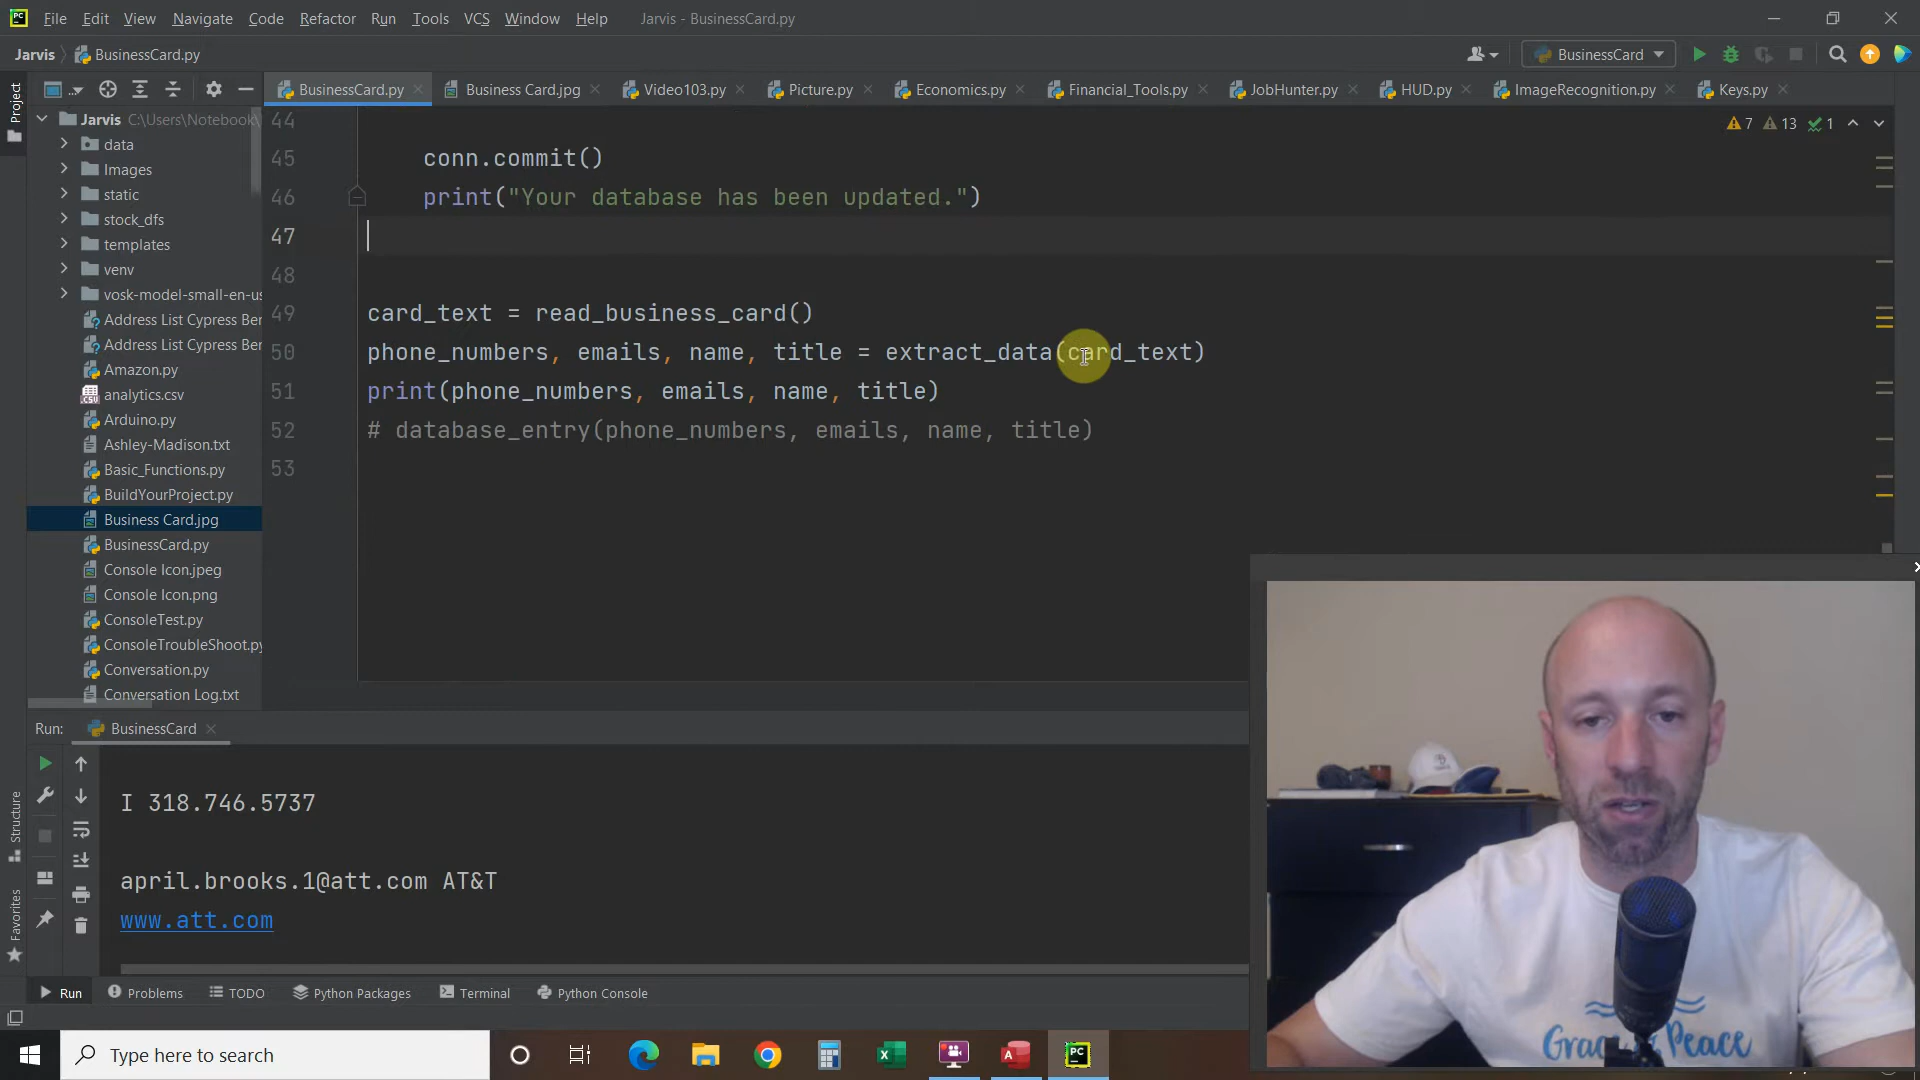 File Edit View Navigate Code Refactor Run Tools VCS Window Help Jarvis - BusinessCard.py
Jarvis BusinessCard.py BusinessCard
BusinessCard.py Business Card.jpg Video103.py Picture.py Economics.py Financial_Tools.py JobHunter.py HUD.py ImageRecognition.py Keys.py
Project
Jarvis C:\Users\Notebook\
data
Images
static
stock_dfs
templates
venv
vosk-model-small-en-us
Address List Cypress Ber
Address List Cypress Ber
Amazon.py
analytics.csv
Arduino.py
Ashley-Madison.txt
Basic_Functions.py
BuildYourProject.py
Business Card.jpg
BusinessCard.py
Console Icon.jpeg
Console Icon.png
ConsoleTest.py
ConsoleTroubleShoot.py
Conversation.py
Conversation Log.txt
7 13 1
44
45 conn.commit()
46 print("Your database has been updated.")
47
48
49 card_text = read_business_card()
50 phone_numbers, emails, name, title = extract_data(card_text)
51 print(phone_numbers, emails, name, title)
52 # database_entry(phone_numbers, emails, name, title)
53
Run: BusinessCard
I 318.746.5737
april.brooks.1@att.com AT&T
www.att.com
Structure
Favorites
Run Problems TODO Python Packages Terminal Python Console
Type here to search
PC
Peace